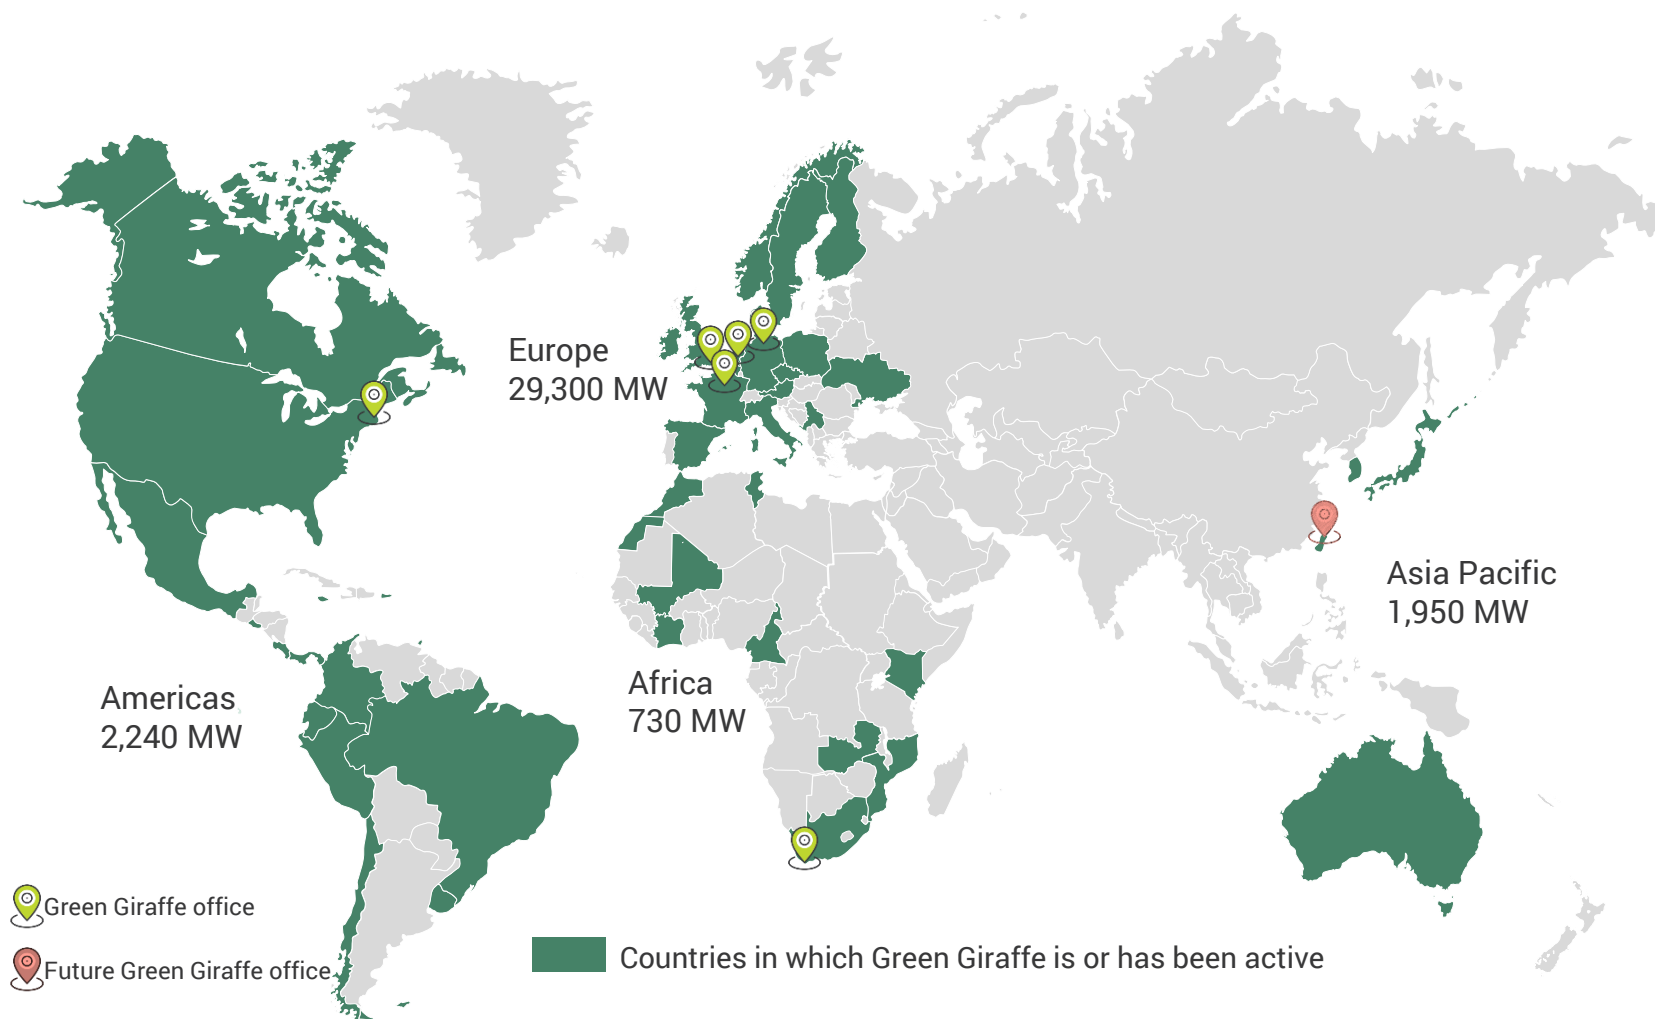 Europe
29,300 MW
Asia Pacific
1,950 MW
Americas
2,240 MW
Africa
730 MW
Green Giraffe office
Future Green Giraffe office
Countries in which Green Giraffe is or has been active